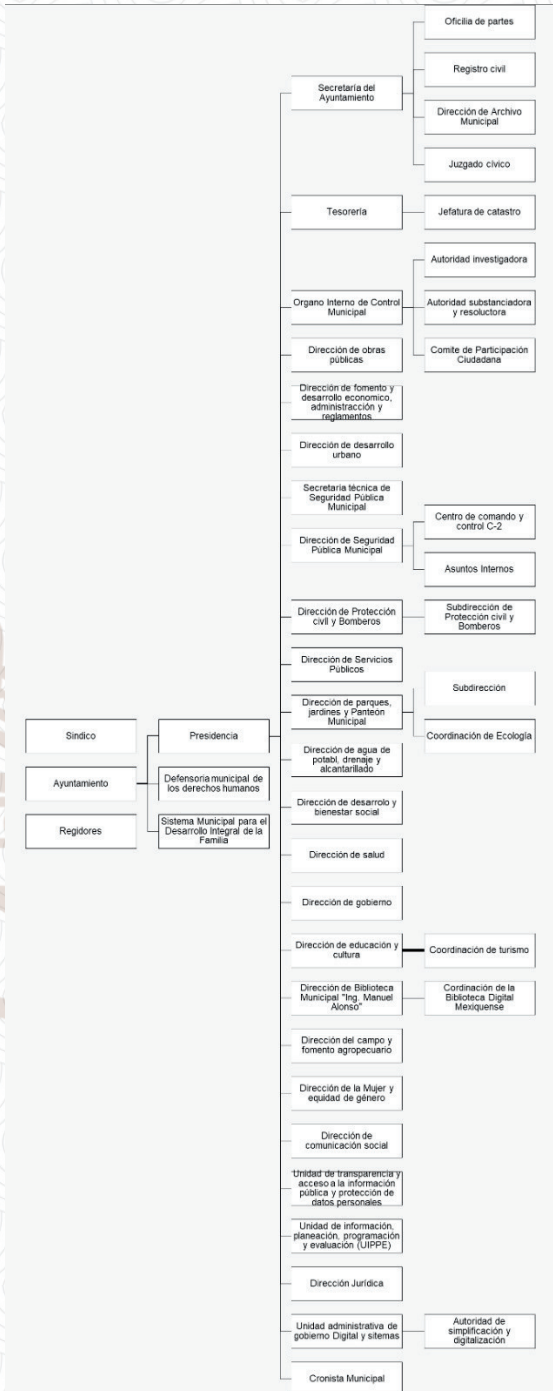 Oficilia de partes
Registro civil
Secretaría del
Ayuntamiento
Dirección de Archivo
Municipal
Juzgado cívico
Tesorería
Jefatura de catastro
Autoridad investigadora
Organo Interno de Control
Municipal
Autoridad substanciadora
y resoluctora
Comite de Participación
Ciudadana
Dirección de obras
públicas
Dirección de fomento y
desarrollo economico,
administracción y
reglamentos
Dirección de desarrollo
urbano
Secretaría técnica de
Seguridad Pública
Municipal
Dirección de Seguridad
Pública Municipal
Centro de comando y
control C-2
Asuntos Internos
Dirección de Protección
civil y Bomberos
Subdirección de
Protección civil y
Bomberos
Dirección de Servicios
Públicos
Dirección de parques,
jardines y Panteón
Municipal
Subdirección
Coordinación de Ecología
Sindico
Presidencia
Ayuntamiento
Defensoria municipal de
los derechos humanos
Regidores
Sistema Municipal para el
Desarrollo Integral de la
Familia
Dirección de agua de
potabl, drenaje y
alcantarillado
Dirección de desarrolo y
bienestar social
Dirección de salud
Dirección de gobierno
Dirección de educación y
cultura
Coordinación de turismo
Dirección de Biblioteca
Municipal "Ing. Manuel
Alonso"
Cordinación de la
Biblioteca Digital
Mexiquense
Dirección del campo y
fomento agropecuario
Dirección de la Mujer y
equidad de género
Dirección de
comunicación social
Unidad de transparencia y
acceso a la información
pública y protección de
datos personales
Unidad de información,
planeación, programación
y evaluación (UIPPE)
Dirección Jurídica
Unidad administrativa de
gobierno Digital y sitemas
Autoridad de
simplificación y
digitalización
Cronista Municipal